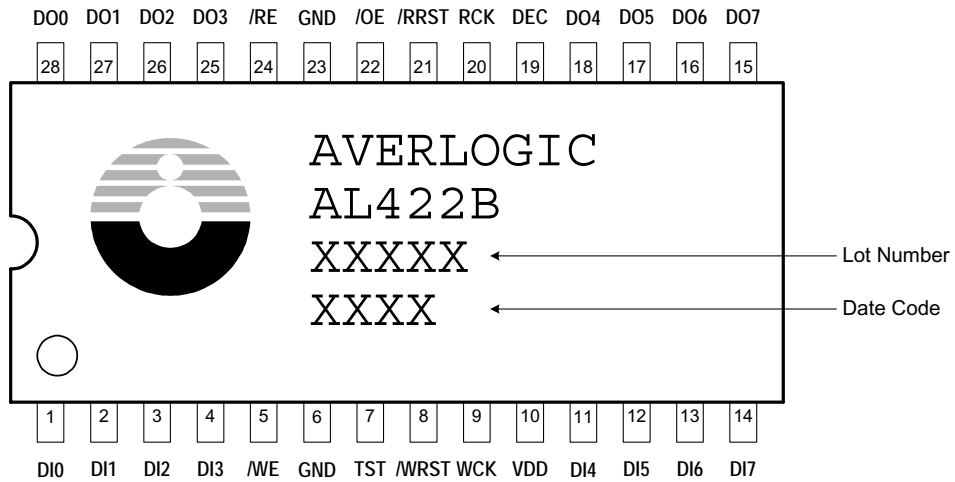 DO0 DO1 DO2 DO3 /RE GND /OE /RRST RCK DEC DO4 DO5 DO6 DO7
28 27 26 25 24 23 22 21 20 19 18 17 16 15
AVERLOGIC
AL422B
XXXXX
Lot Number
XXXX
Date Code
1 2 3 4 5 6 7 8 9 10 11 12 13 14
DI0 DI1 DI2 DI3 /WE GND TST /WRST WCK VDD DI4 DI5 DI6 DI7